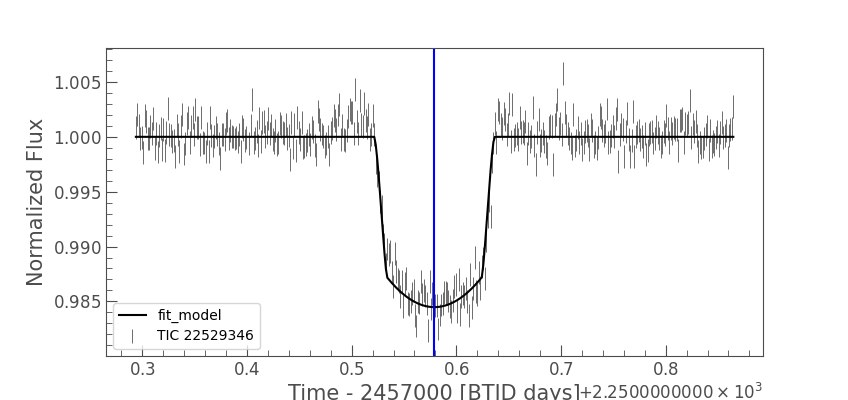 Normalized Flux
1.005
1.000
0.995
0.990
0.985
fit_model
TIC 22529346
0.3 0.4 0.5 0.6 0.7 0.8
Time - 2457000 [BTJD days]
+2.2500000000 × 10³